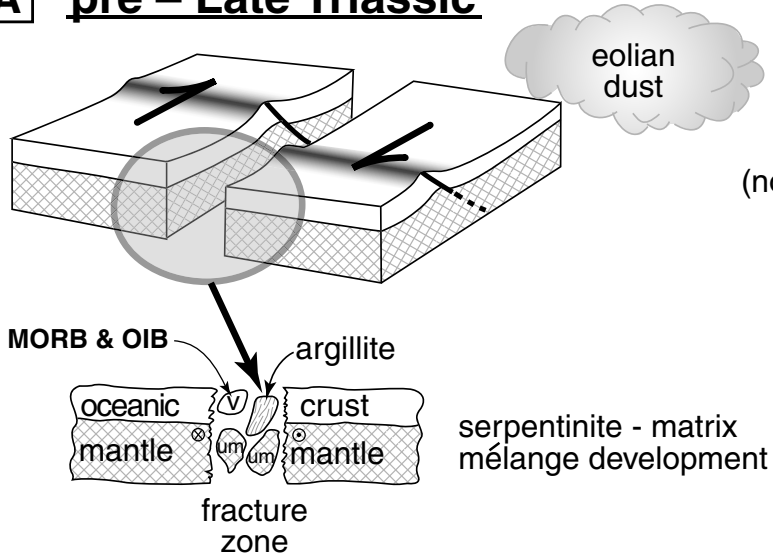 A pre – Late Triassic
eolian
dust
(ne
MORB & OIB
argillite
oceanic
v
crust
mantle
um
um
mantle
serpentinite - matrix
mélange development
fracture
zone